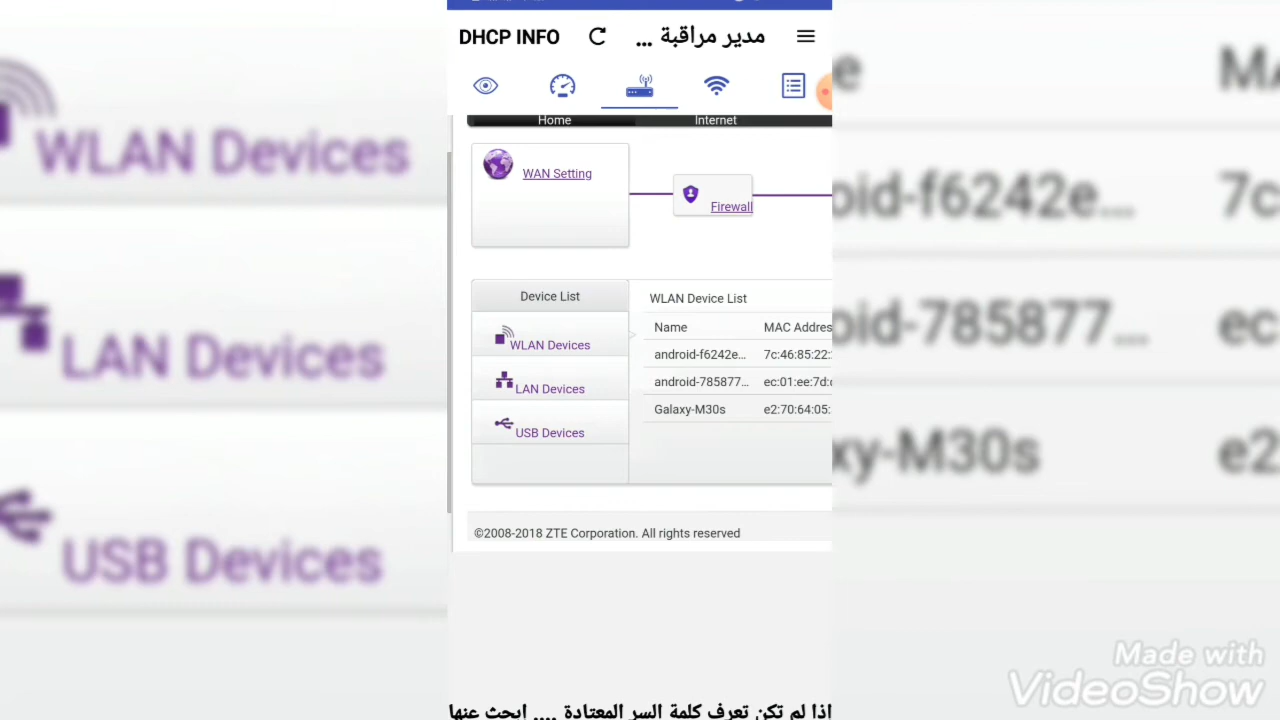 DHCP INFO
مدير مراقبة ...
Home
Internet
WAN Setting
Firewall
Device List
WLAN Device List
WLAN Devices
Name
MAC Addres
android-f6242e...
7c:46:85:22:
LAN Devices
android-785877...
ec:01:ee:7d:
Galaxy-M30s
e2:70:64:05:
USB Devices
©2008-2018 ZTE Corporation. All rights reserved
اذا لم تكن تعرف كلمة السر المعتادة .... ابحث عنها
WLAN Devices
LAN Devices
USB Devices
e
MA
oid-f6242e...
7c
oid-785877...
ec
xy-M30s
e2
Made with
VideoShow